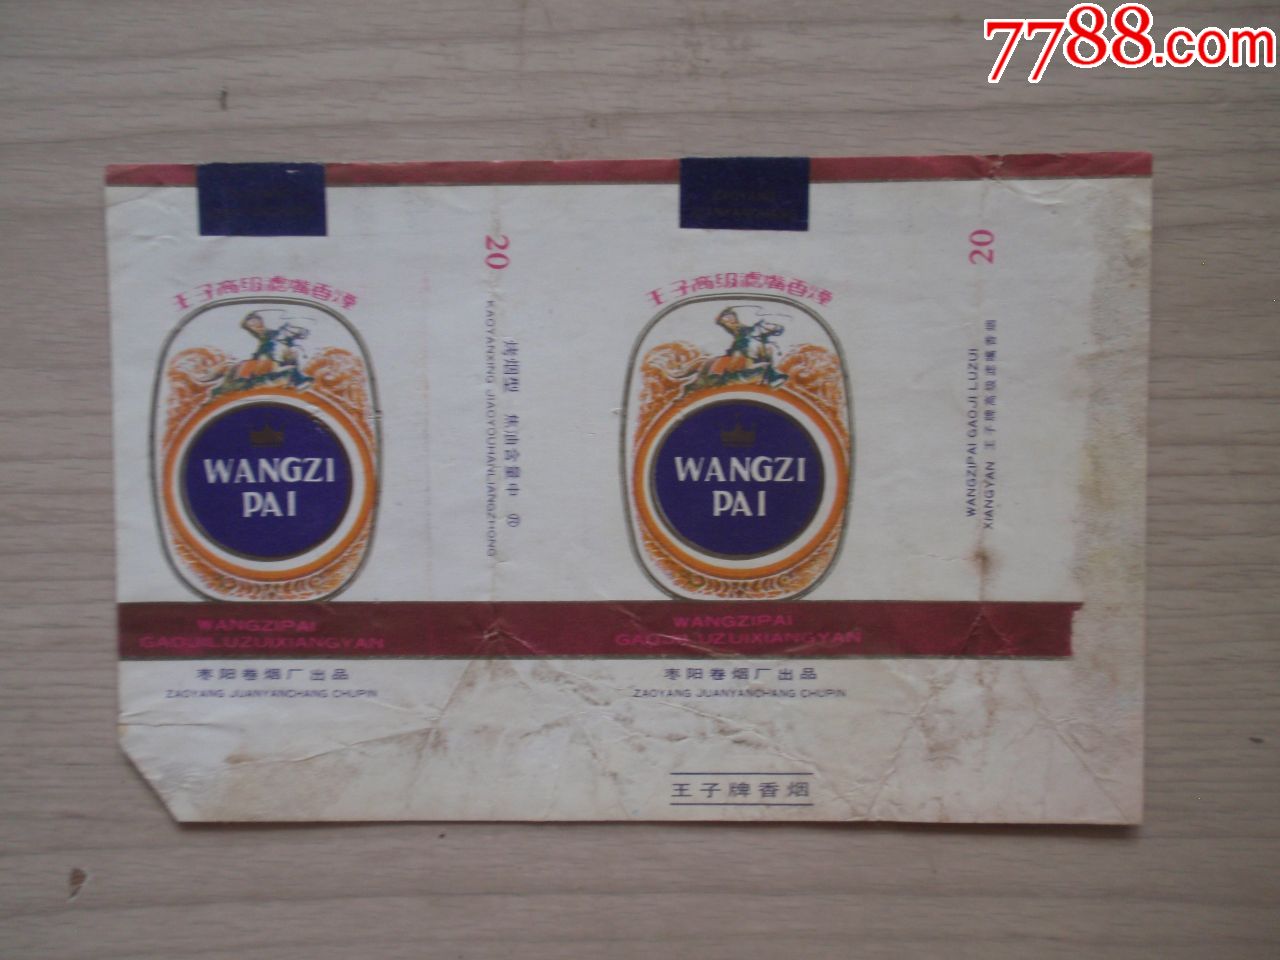 7788.com
ZAOYANG
JUANYANCHANG
王子高级滤嘴香烟
WANGZI
PAI
WANGZIPAI
GAOJILUZUIXIANGYAN
枣阳卷烟厂出品
ZAOYANG JUANYANCHANG CHUPIN
20
烤烟型 焦油含量中
KAOYANXING JIAOYOUHANLIANGZHONG
王子高级滤嘴香烟
WANGZI
PAI
WANGZIPAI
GAOJILUZUIXIANGYAN
枣阳卷烟厂出品
ZAOYANG JUANYANCHANG CHUPIN
王子牌香烟
20
WANGZIPAI GAOJI LUZUI
XIANGYAN 王子牌高级滤嘴香烟